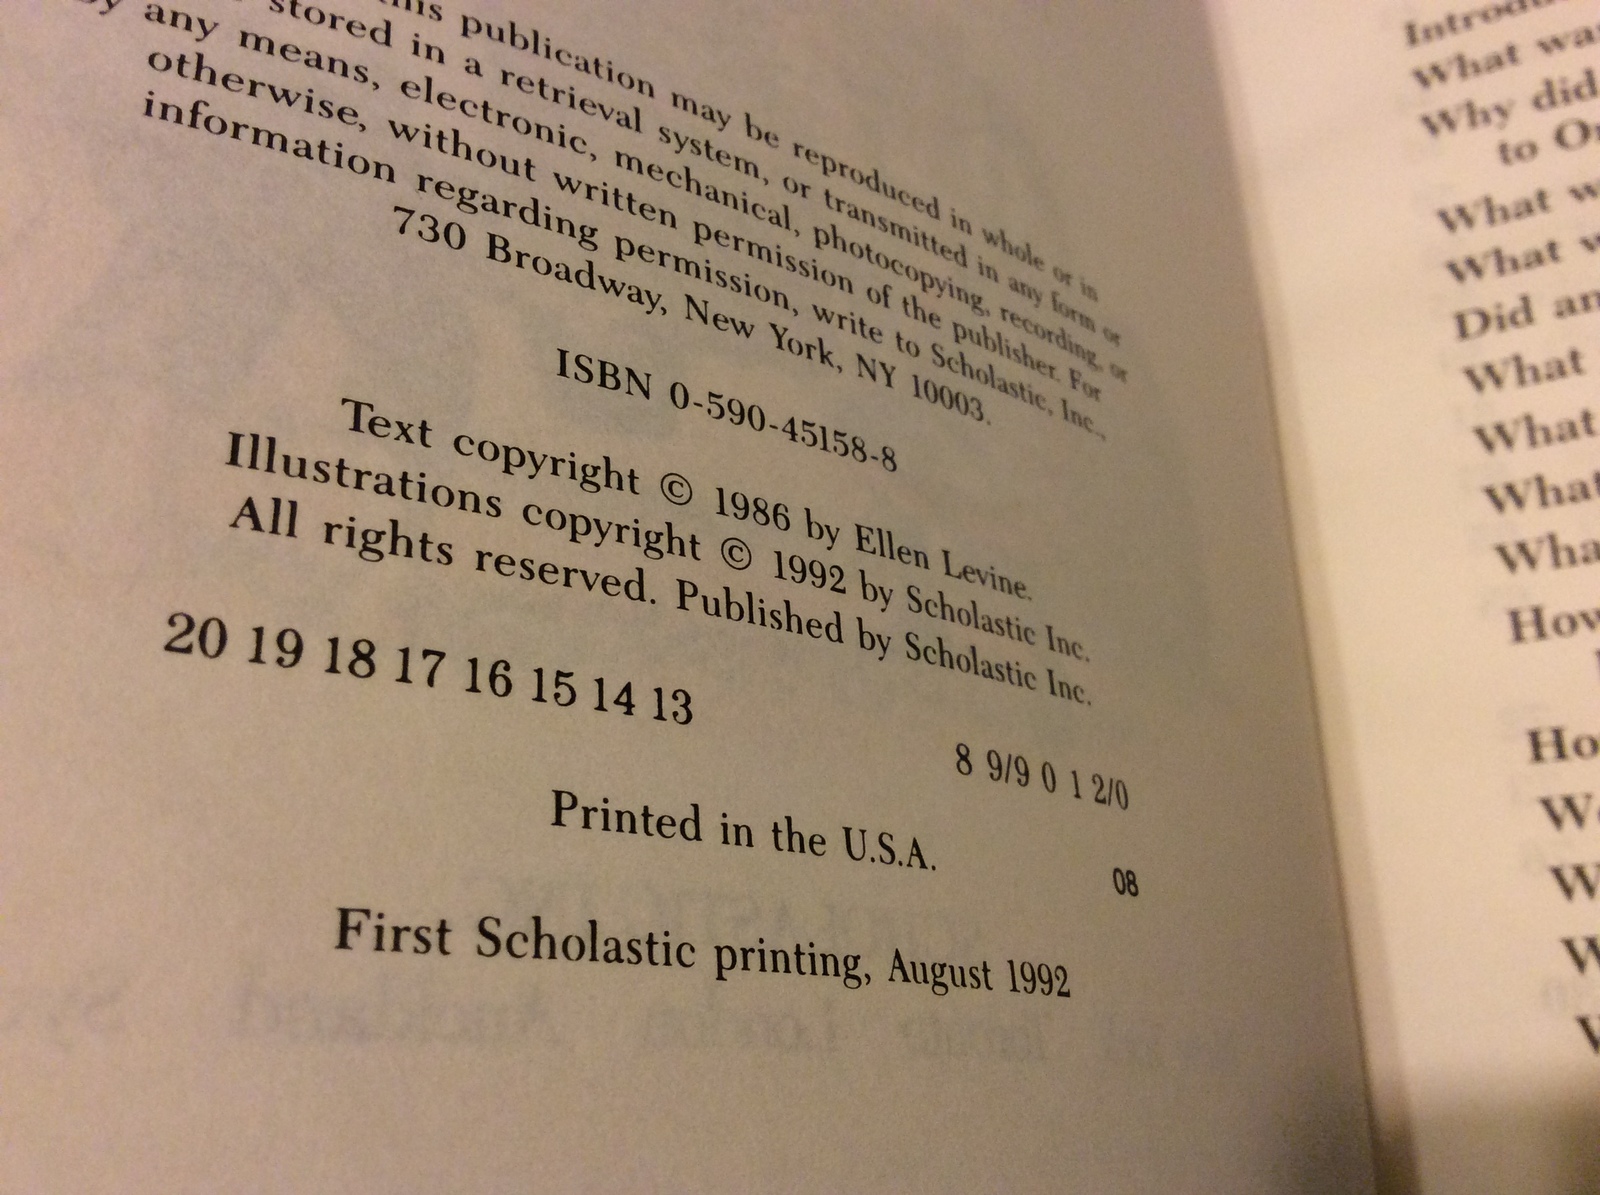 this publication may be reproduced in whole or in
stored in a retrieval system, or transmitted in any form or
by any means, electronic, mechanical, photocopying, recording, or
otherwise, without written permission of the publisher. For
information regarding permission, write to Scholastic, Inc.,
730 Broadway, New York, NY 10003.
ISBN 0-590-45158-8
Text copyright © 1986 by Ellen Levine.
Illustrations copyright © 1992 by Scholastic Inc.
All rights reserved. Published by Scholastic Inc.
20 19 18 17 16 15 14 13
8 9/9 0 1 2/0
Printed in the U.S.A.
08
First Scholastic printing, August 1992
What was
Why did
to
What
What
Did
What
What
What